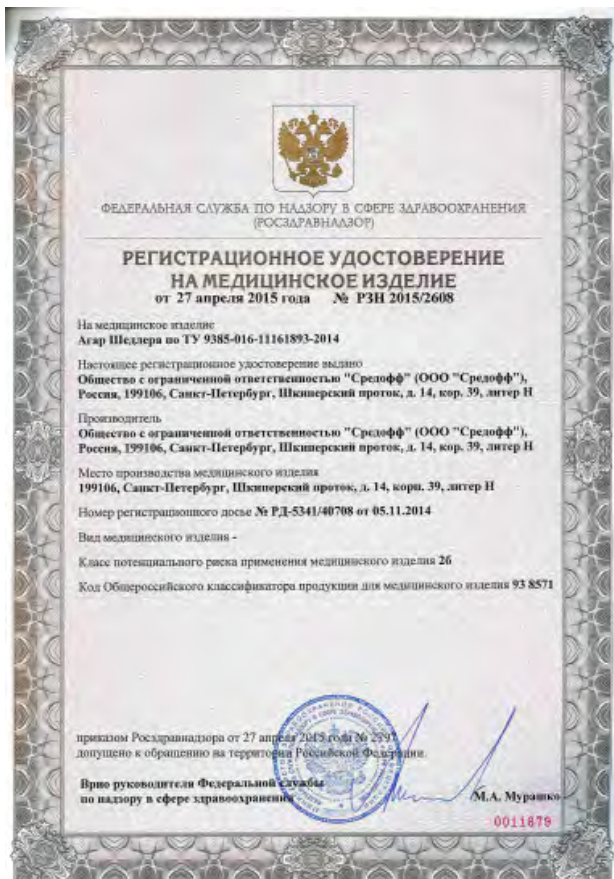 ФЕДЕРАЛЬНАЯ СЛУЖБА ПО НАДЗОРУ В СФЕРЕ ЗДРАВООХРАНЕНИЯ
(РОСЗДРАВНАДЗОР)
РЕГИСТРАЦИОННОЕ УДОСТОВЕРЕНИЕ
НА МЕДИЦИНСКОЕ ИЗДЕЛИЕ
от 27 апреля 2015 года № РЗН 2015/2608
На медицинское изделие
Агар Шедлера по ТУ 9385-016-11161893-2014
Настоящее регистрационное удостоверение выдано
Общество с ограниченной ответственностью "Средофф" (ООО "Средофф"),
Россия, 199106, Санкт-Петербург, Шкиперский проток, д. 14, кор. 39, литер Н
Производитель
Общество с ограниченной ответственностью "Средофф" (ООО "Средофф"),
Россия, 199106, Санкт-Петербург, Шкиперский проток, д. 14, кор. 39, литер Н
Место производства медицинского изделия
199106, Санкт-Петербург, Шкиперский проток, д. 14, корп. 39, литер Н
Номер регистрационного досье № РД-5341/40708 от 05.11.2014
Вид медицинского изделия -
Класс потенциального риска применения медицинского изделия 2б
Код Общероссийского классификатора продукции для медицинского изделия 93 8571
приказом Росздравнадзора от 27 апреля 2015 года №
допущено к обращению на территории Российской Федерации.
Врио руководителя Федеральной службы
по надзору в сфере здравоохранения М.А. Мурашко
0011879